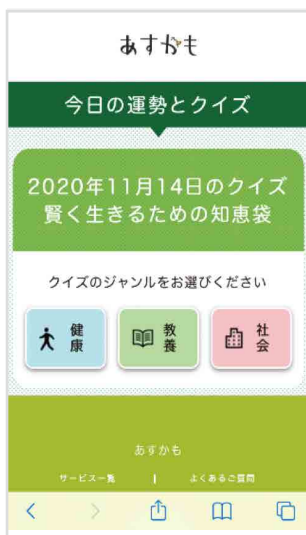 あすかも
今日の運勢とクイズ
2020年11月14日のクイズ
賢く生きるための知恵袋
クイズのジャンルをお選びください
健康
教養
社会
あすかも
サービス一覧 | よくあるご質問